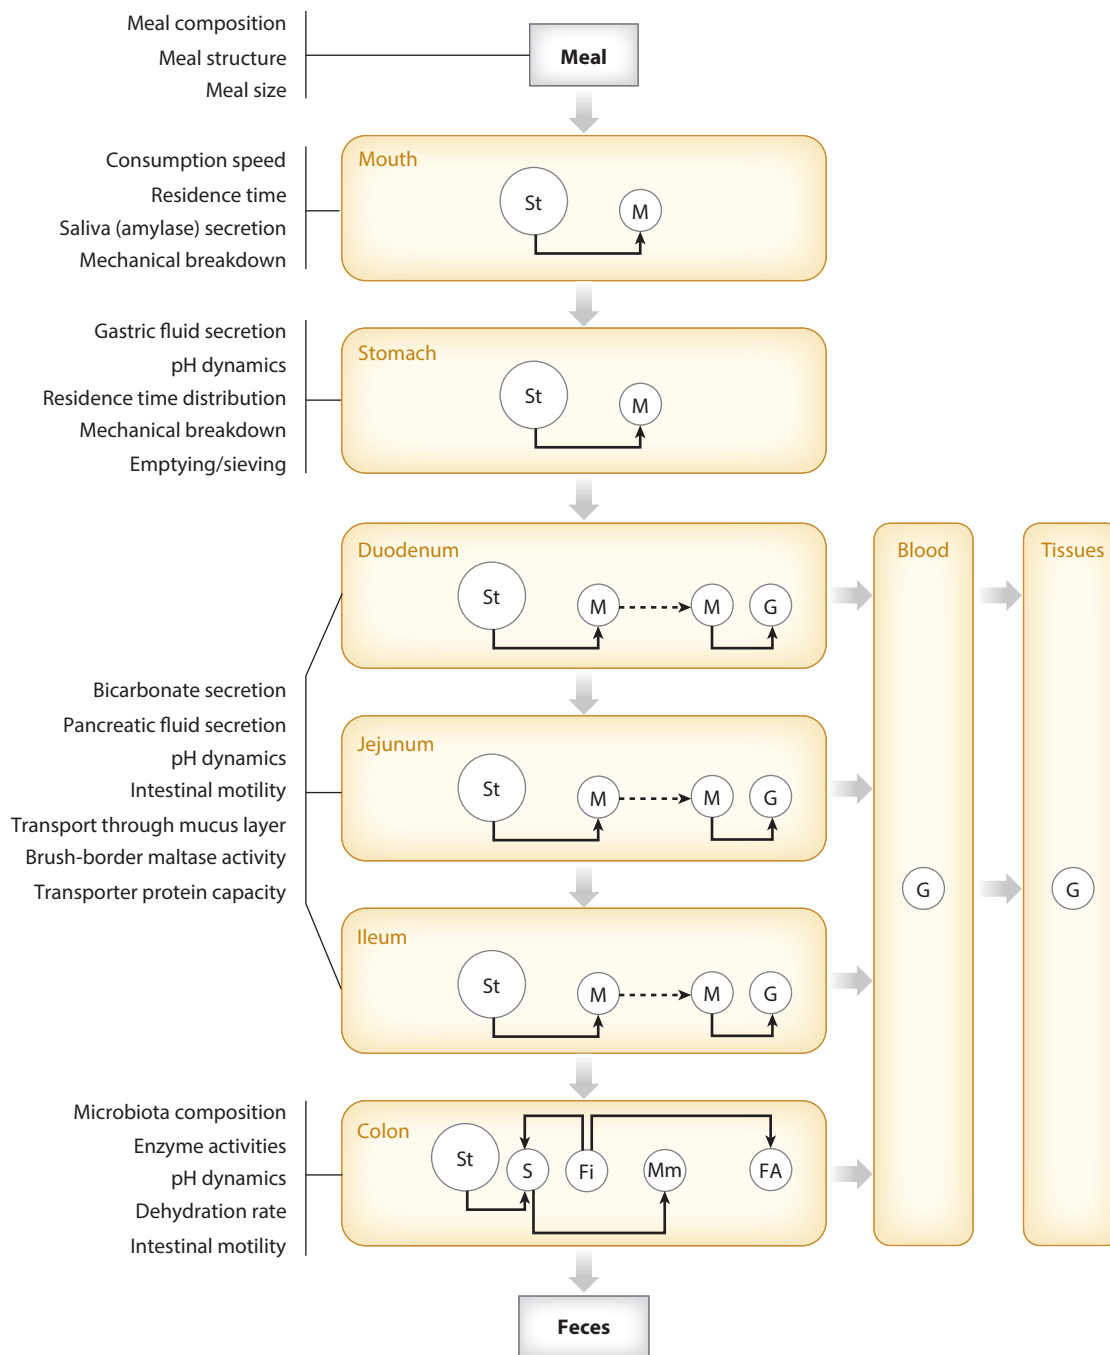 Meal composition
Meal structure
Meal size
Meal
Consumption speed
Residence time
Saliva (amylase) secretion
Mechanical breakdown
Mouth
St
M
Gastric fluid secretion
pH dynamics
Residence time distribution
Mechanical breakdown
Emptying/sieving
Stomach
St
M
Bicarbonate secretion
Pancreatic fluid secretion
pH dynamics
Intestinal motility
Transport through mucus layer
Brush-border maltase activity
Transporter protein capacity
Duodenum
St
M
M
G
Jejunum
St
M
M
G
Ileum
St
M
M
G
Blood
G
Tissues
G
Microbiota composition
Enzyme activities
pH dynamics
Dehydration rate
Intestinal motility
Colon
St
S
Fi
Mm
FA
Feces